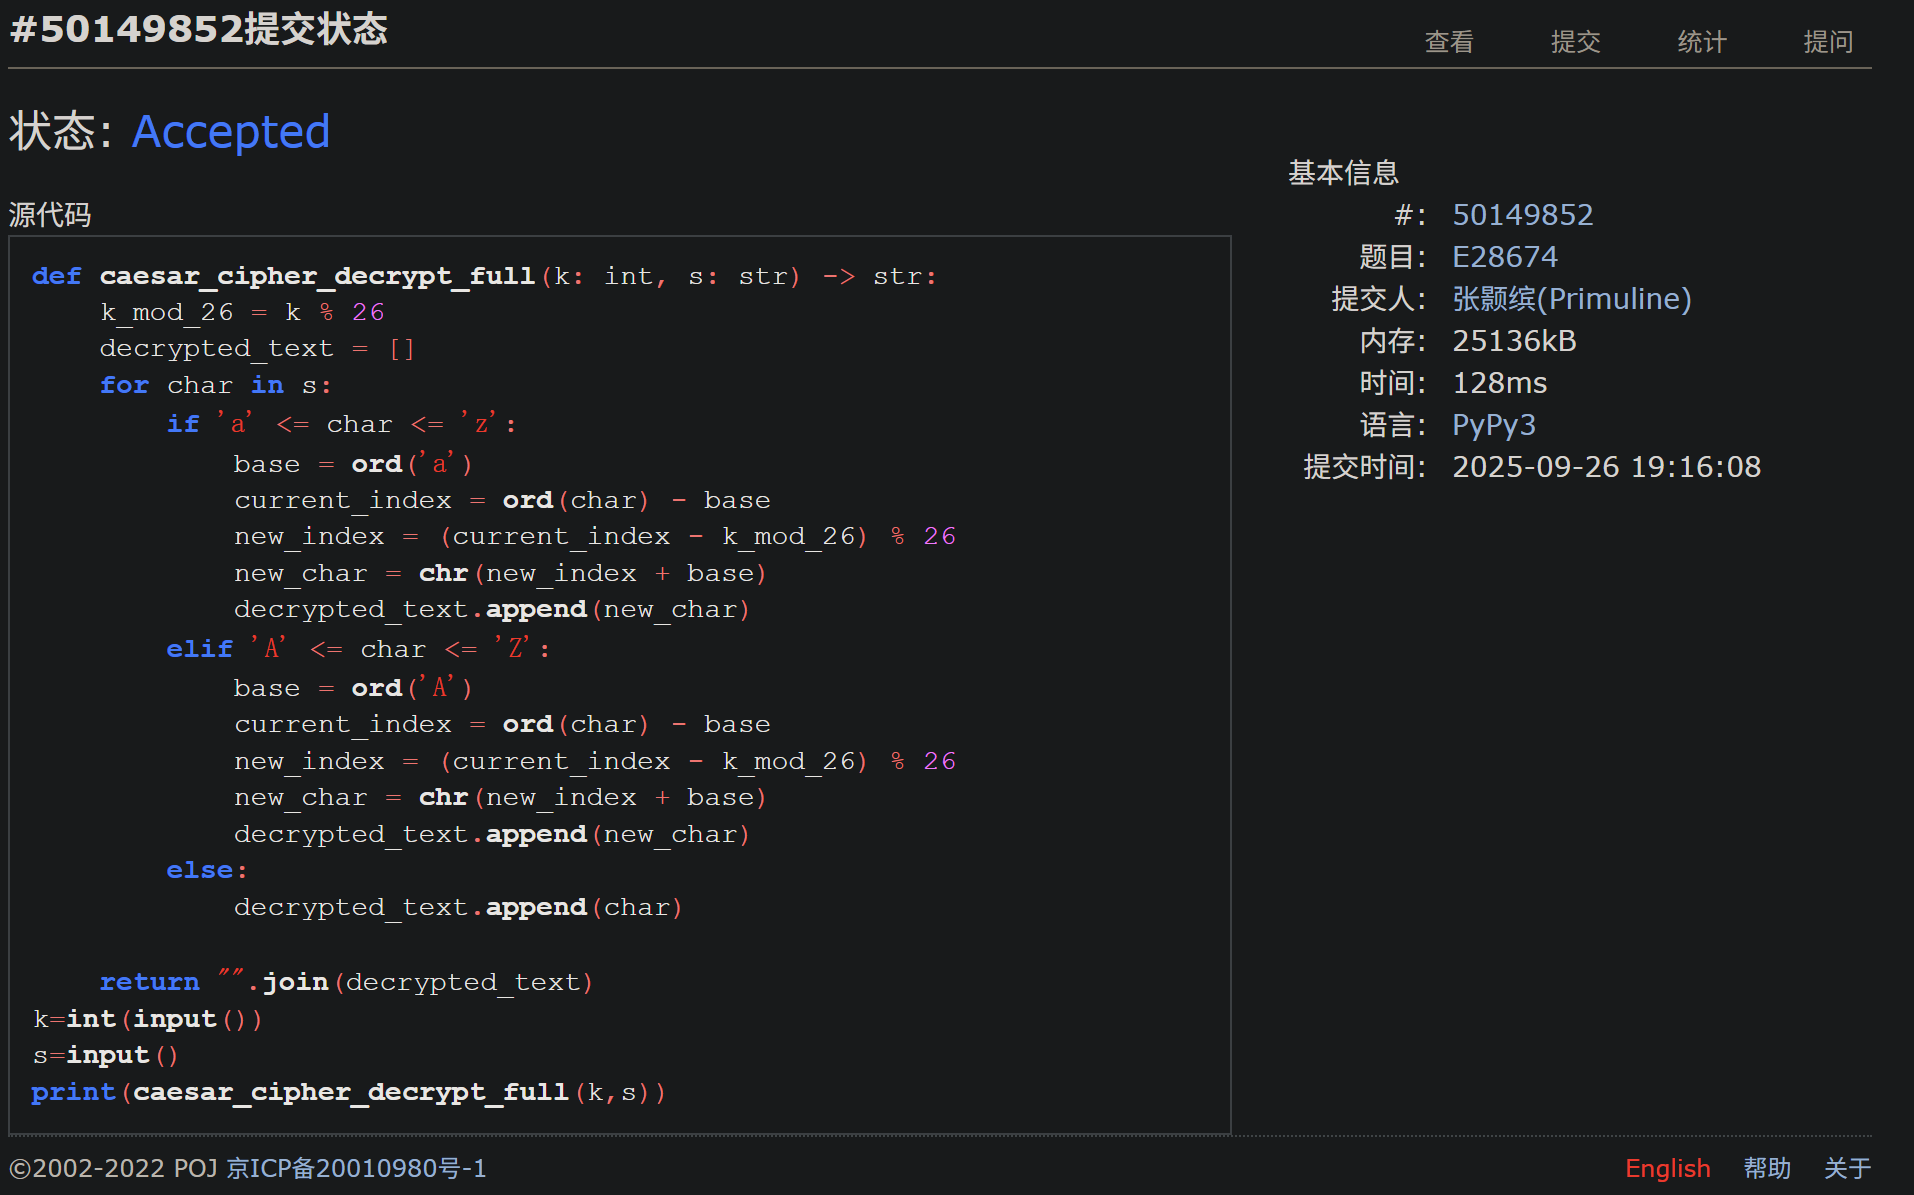 #50149852提交状态
查看 提交 统计 提问
状态: Accepted
源代码
def caesar_cipher_decrypt_full(k: int, s: str) -> str:
    k_mod_26 = k % 26
    decrypted_text = []
    for char in s:
        if 'a' <= char <= 'z':
            base = ord('a')
            current_index = ord(char) - base
            new_index = (current_index - k_mod_26) % 26
            new_char = chr(new_index + base)
            decrypted_text.append(new_char)
        elif 'A' <= char <= 'Z':
            base = ord('A')
            current_index = ord(char) - base
            new_index = (current_index - k_mod_26) % 26
            new_char = chr(new_index + base)
            decrypted_text.append(new_char)
        else:
            decrypted_text.append(char)
    return "".join(decrypted_text)
k=int(input())
s=input()
print(caesar_cipher_decrypt_full(k,s))
基本信息
#: 50149852
题目: E28674
提交人: 张颢缤(Primuline)
内存: 25136kB
时间: 128ms
语言: PyPy3
提交时间: 2025-09-26 19:16:08
©2002-2022 POJ 京ICP备20010980号-1
English 帮助 关于